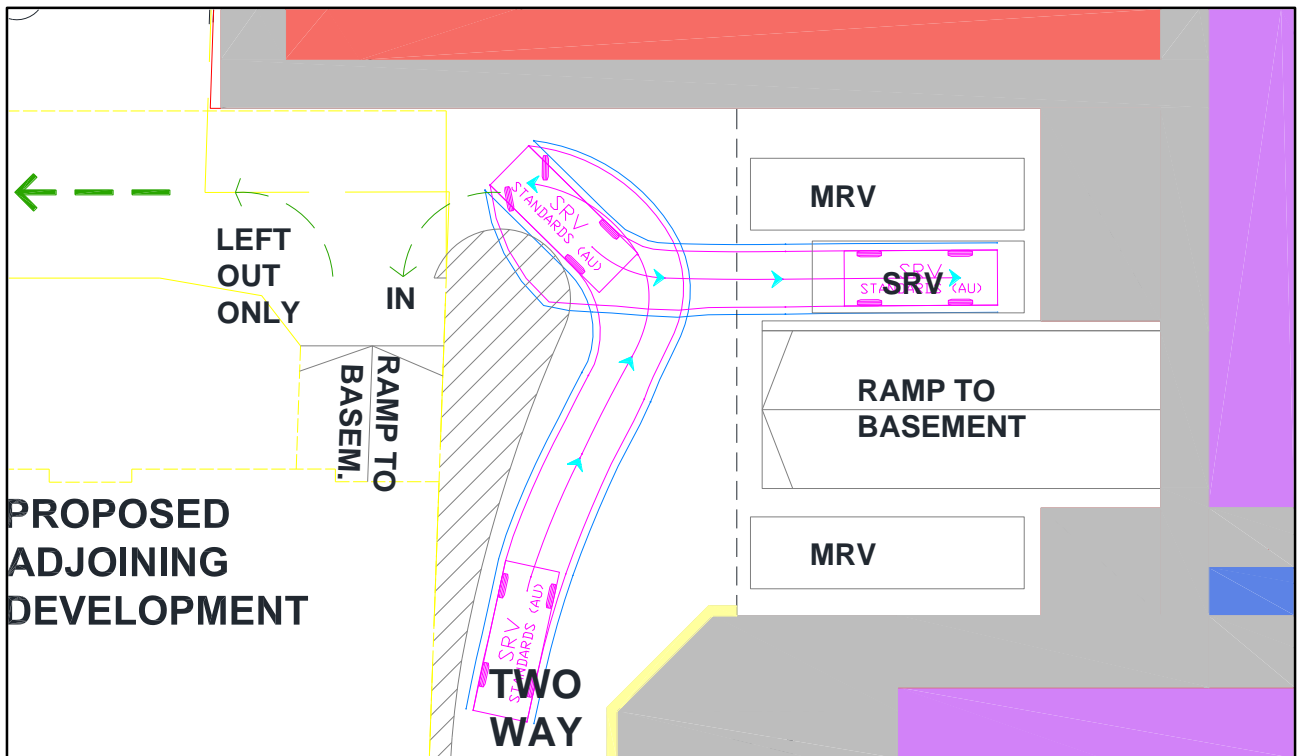 MRV
SRV
STANDARDS (AU)
LEFT
OUT
ONLY
IN
SRV
STANDARDS (AU)
SRV
RAMP TO
BASEM.
RAMP TO
BASEMENT
PROPOSED
ADJOINING
DEVELOPMENT
MRV
SRV
STANDARDS (AU)
TWO
WAY